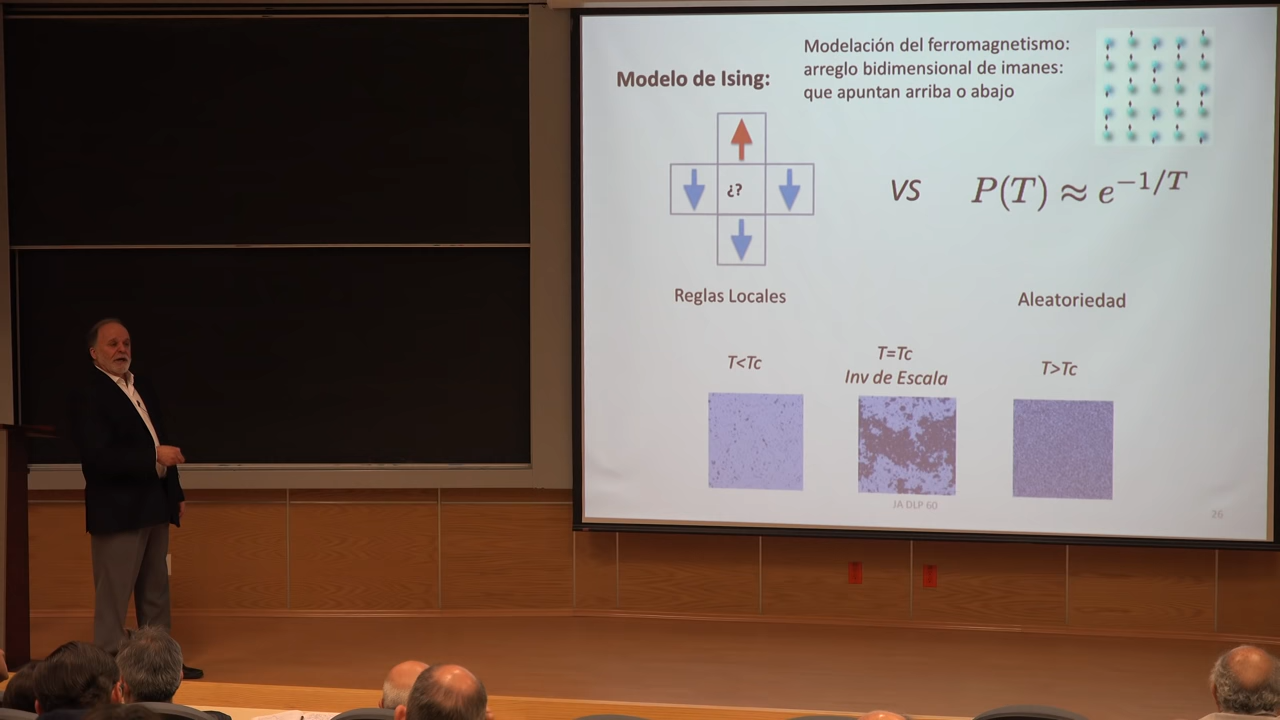 Modelo de Ising:
Modelación del ferromagnetismo:
arreglo bidimensional de imanes:
que apuntan arriba o abajo
¿?
VS
P(T) ≈ e^{-1/T}
Reglas Locales
Aleatoriedad
T<Tc
T=Tc
Inv de Escala
T>Tc
JA DLP 60
26